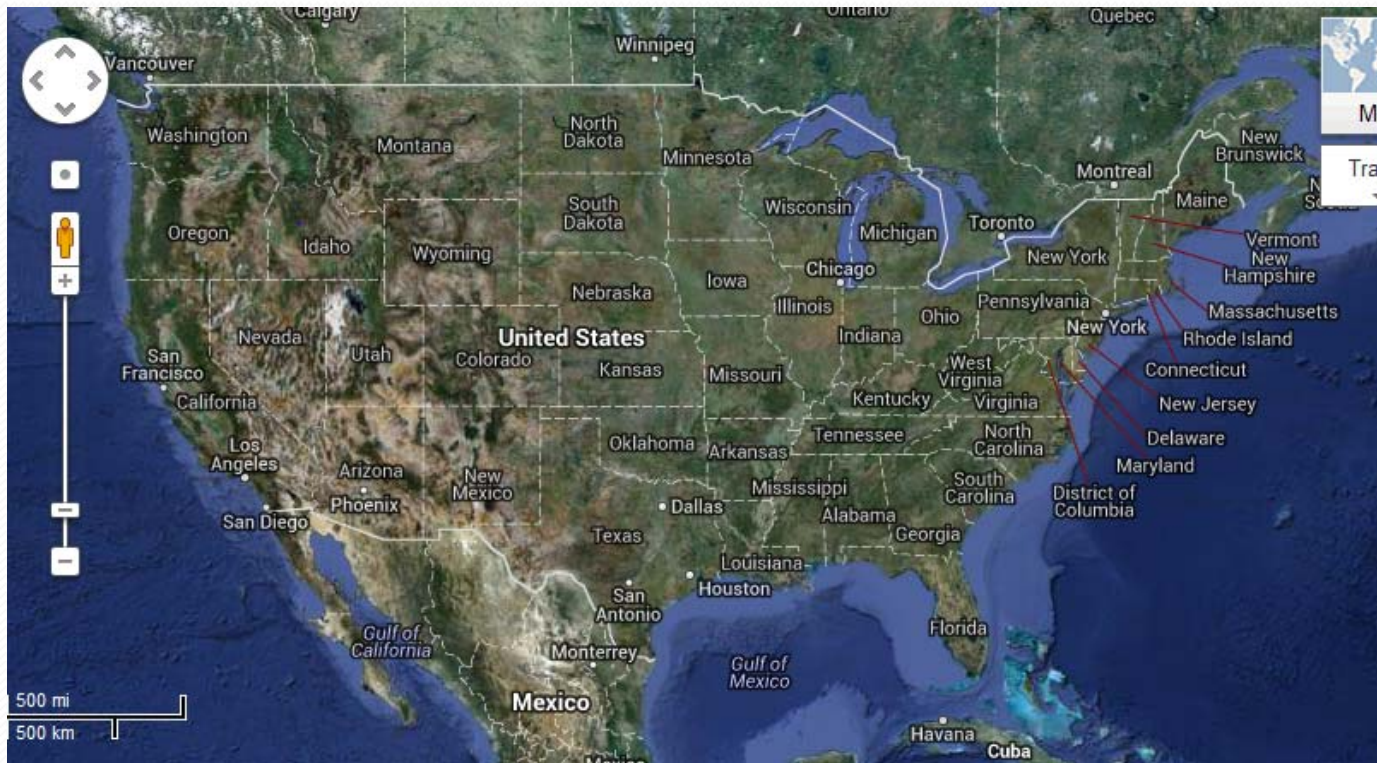 Calgary
Ontario
Quebec
Winnipeg
Vancouver
M
Washington
Montana
North
Dakota
Minnesota
New
Brunswick
Montreal
Tra
Maine
South
Dakota
Wisconsin
Michigan
Toronto
Oregon
Idaho
Wyoming
New York
Vermont
New
Hampshire
Chicago
Iowa
Nebraska
Illinois
Pennsylvania
Massachusetts
Ohio
Indiana
New York
Rhode Island
Nevada
United States
Utah
Colorado
San
Francisco
Kansas
Missouri
West
Virginia
Connecticut
California
Kentucky
Virginia
New Jersey
Tennessee
North
Carolina
Delaware
Los
Angeles
Oklahoma
Arkansas
Maryland
Arizona
New
Mexico
Phoenix
Mississippi
South
Carolina
District of
Columbia
San Diego
Dallas
Alabama
Georgia
Texas
Louisiana
Houston
San
Antonio
Florida
Gulf of
California
Monterrey
Gulf of
Mexico
Mexico
500 mi
500 km
Havana
Cuba